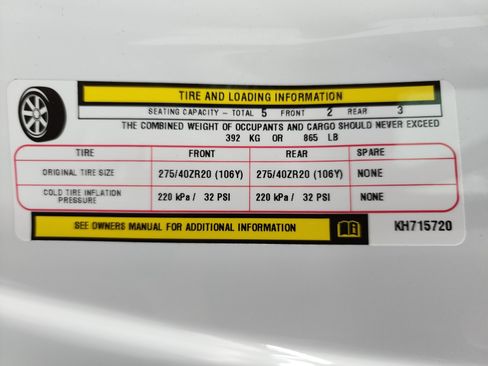 TIRE AND LOADING INFORMATION
SEATING CAPACITY - TOTAL 5 FRONT 2 REAR 3
THE COMBINED WEIGHT OF OCCUPANTS AND CARGO SHOULD NEVER EXCEED
392 KG OR 865 LB
TIRE FRONT REAR SPARE
ORIGINAL TIRE SIZE 275/40ZR20 (106Y) 275/40ZR20 (106Y) NONE
COLD TIRE INFLATION
PRESSURE 220 kPa / 32 PSI 220 kPa / 32 PSI NONE
SEE OWNERS MANUAL FOR ADDITIONAL INFORMATION KH715720